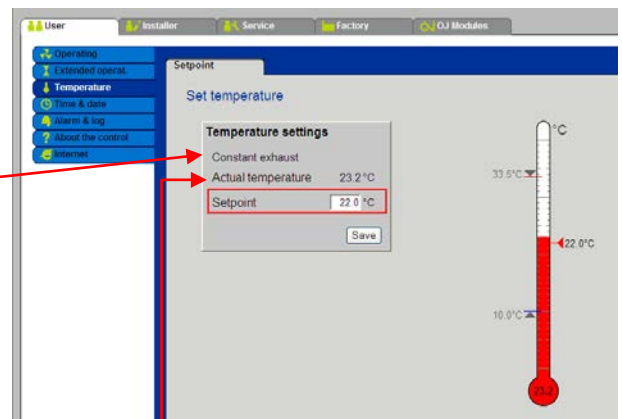 User Installer Service Factory OJ Modules
Operating
Extended operat.
Temperature
Time & date
Alarm & log
About the control
Internet
Setpoint
Set temperature
Temperature settings
Constant exhaust
Actual temperature 23.2 °C
Setpoint 22.0 °C
Save
°C
33.5°C
22.0°C
10.0°C
23.2